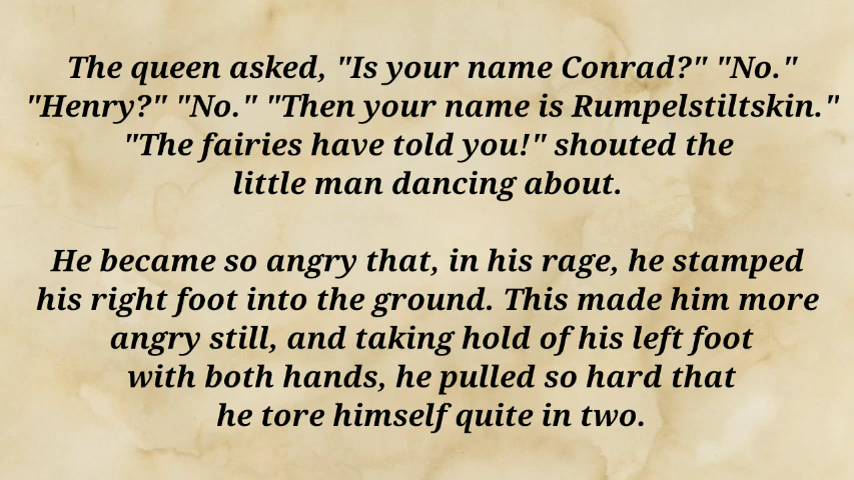 The queen asked, "Is your name Conrad?" "No."
"Henry?" "No." "Then your name is Rumpelstiltskin."
"The fairies have told you!" shouted the
little man dancing about.
He became so angry that, in his rage, he stamped
his right foot into the ground. This made him more
angry still, and taking hold of his left foot
with both hands, he pulled so hard that
he tore himself quite in two.